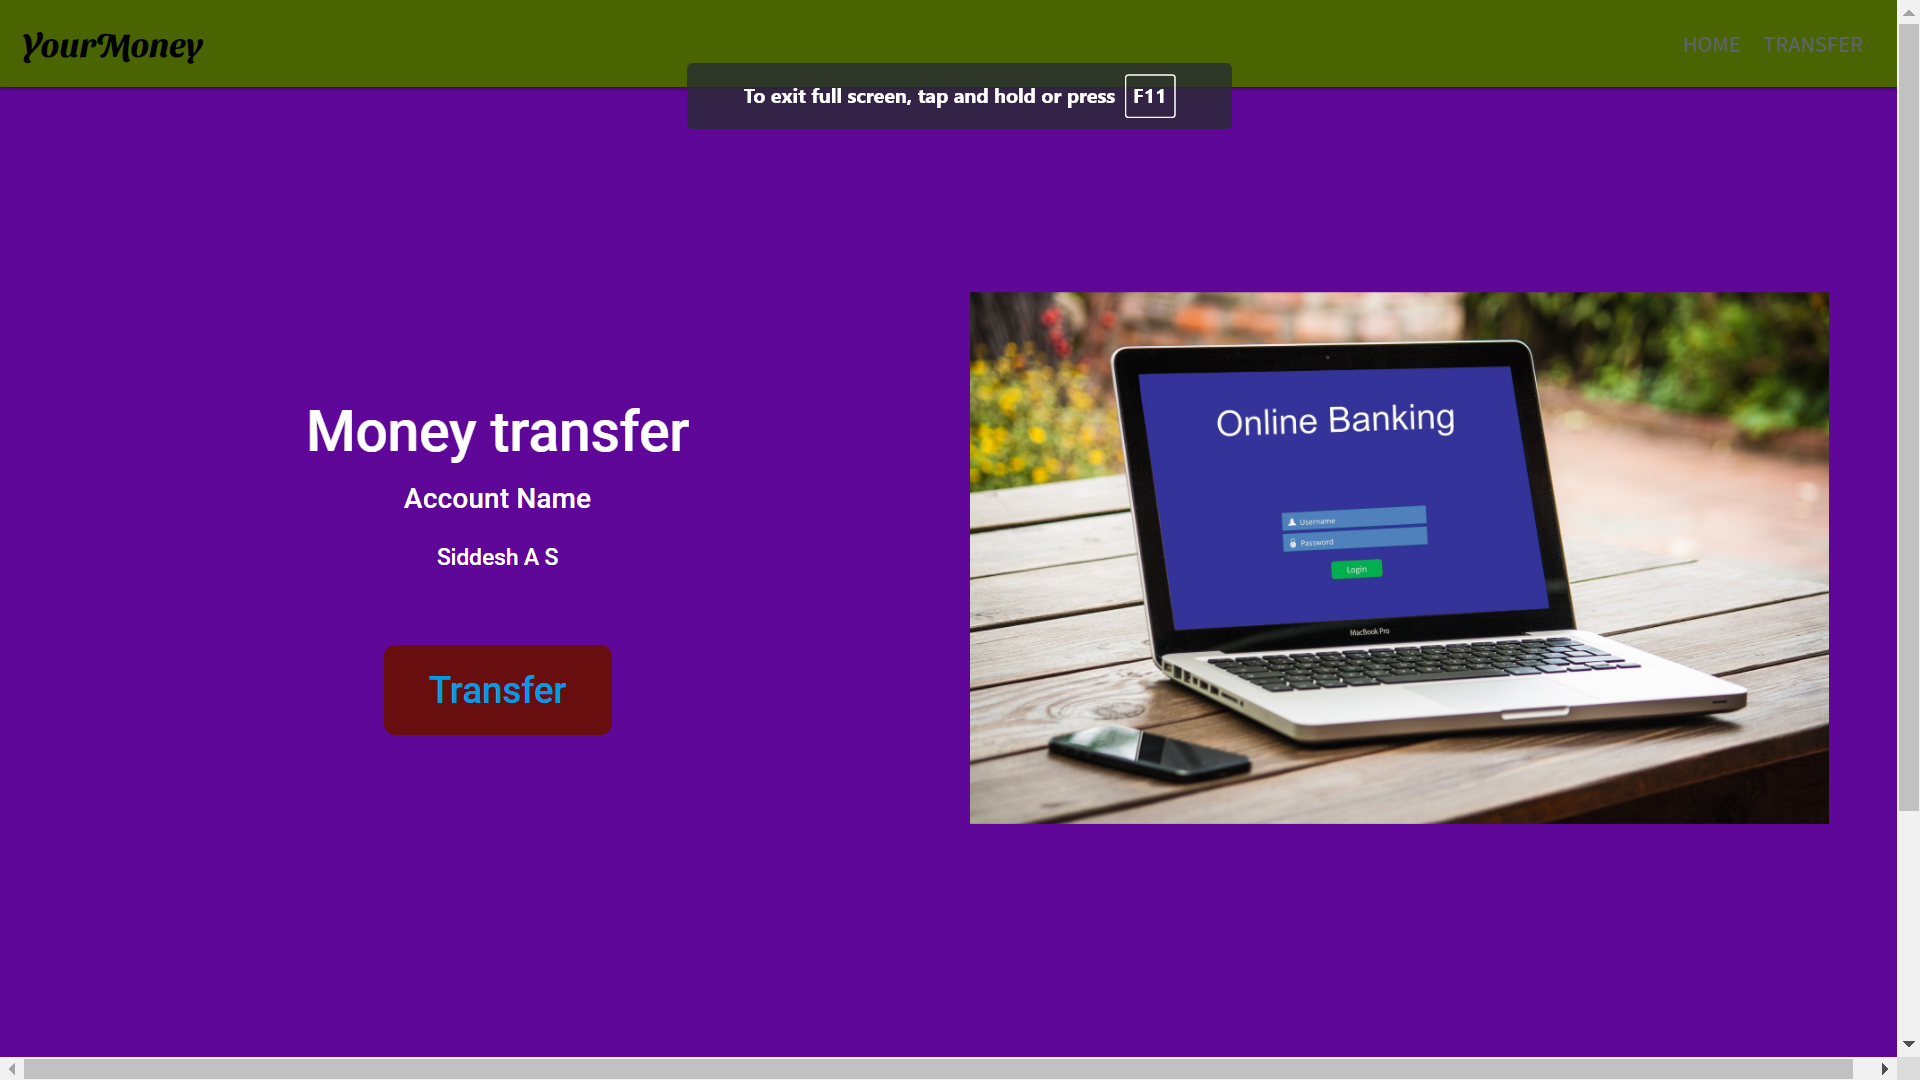 YourMoney
HOME TRANSFER
To exit full screen, tap and hold or press F11
Money transfer
Account Name
Siddesh A S
Transfer
Online Banking
Username
Password
Login
MacBook Pro